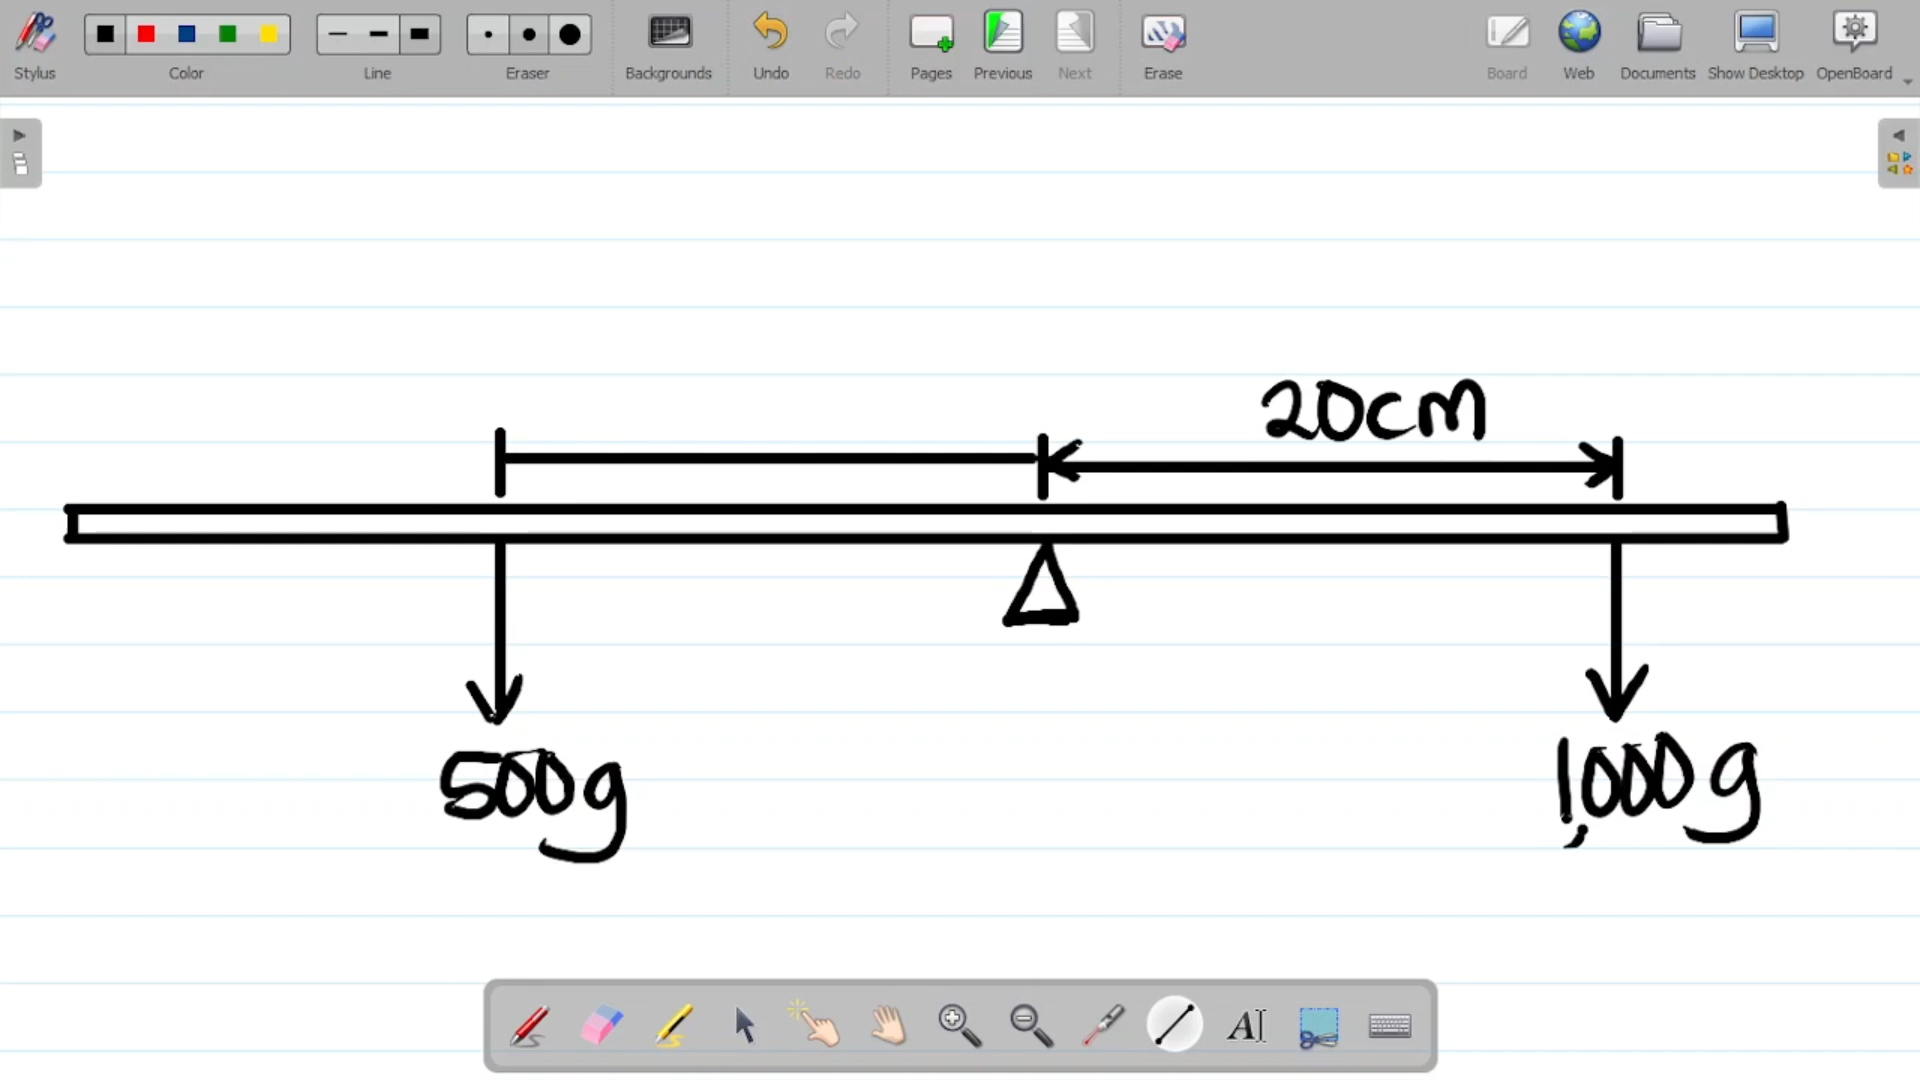 Stylus
Color
Line
Eraser
Backgrounds
Undo
Redo
Pages
Previous
Next
Erase
Board
Web
Documents
Show Desktop
OpenBoard
20cm
500g
1,000g
AI